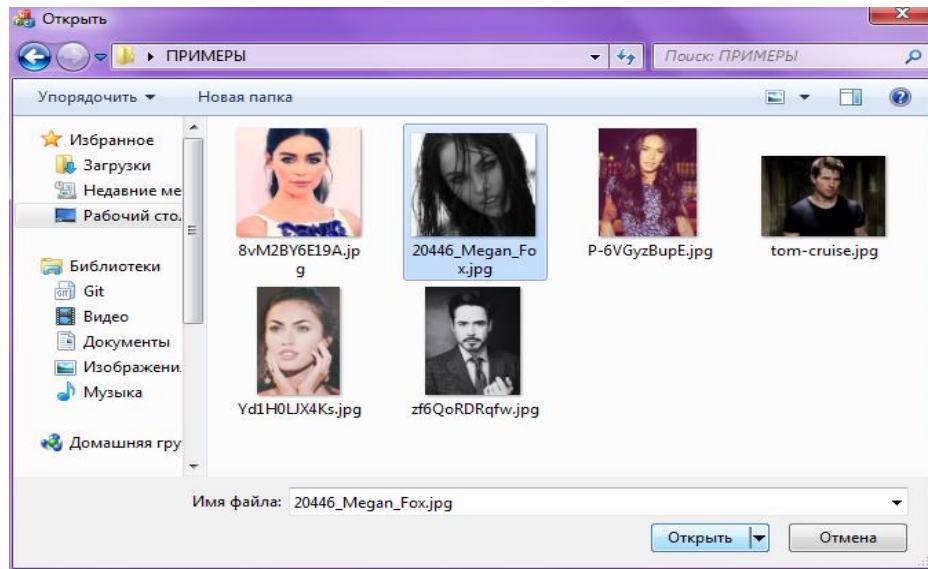 Открыть
ПРИМЕРЫ
Поиск: ПРИМЕРЫ
Упорядочить
Новая папка
Избранное
Загрузки
Недавние ме
Рабочий сто
Библиотеки
Git
Видео
Документы
Изображени
Музыка
Домашняя гру
8vM2BY6E19A.jp
g
20446_Megan_Fo
x.jpg
P-6VGyzBupE.jpg
tom-cruise.jpg
Yd1H0LJX4Ks.jpg
zf6QoRDRqfw.jpg
Имя файла: 20446_Megan_Fox.jpg
Открыть
Отмена